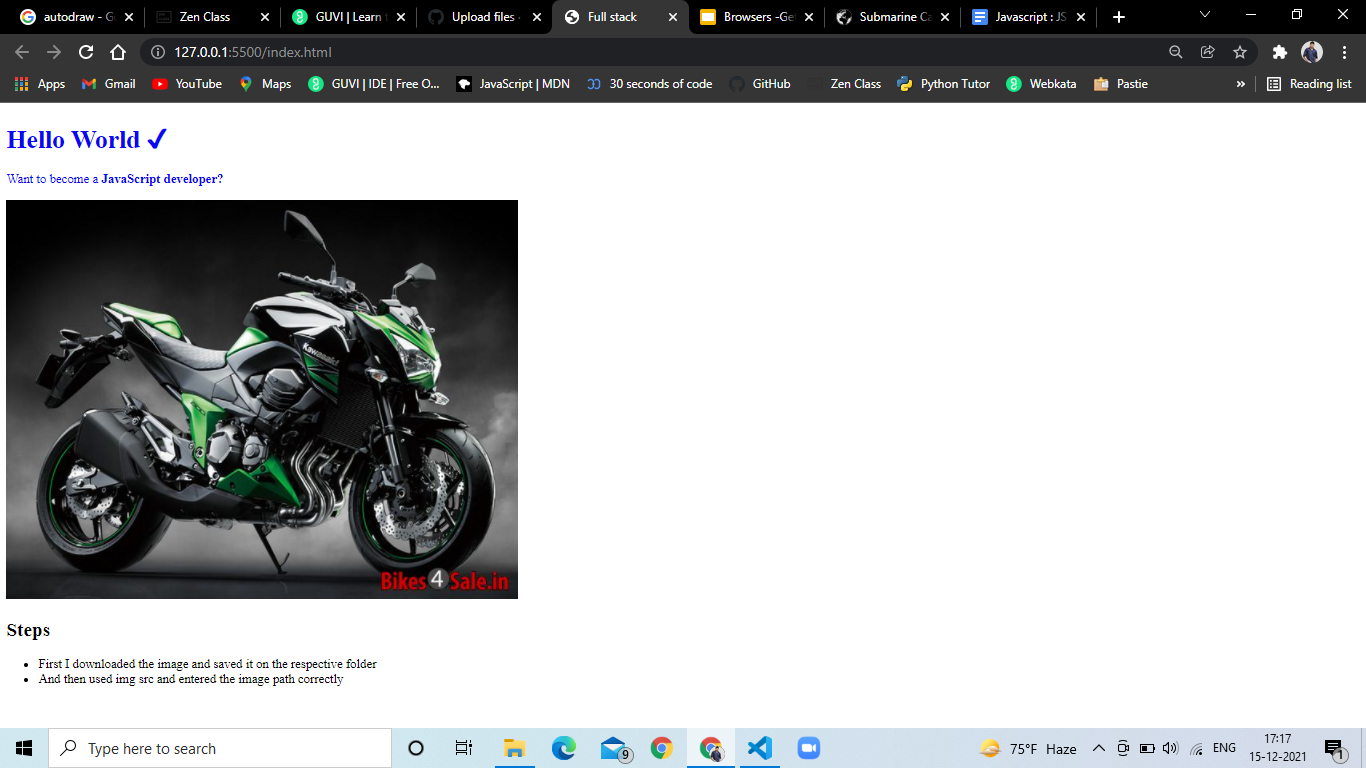 autodraw - G
Zen Class
GUVI | Learn
Upload files
Full stack
Browsers -Get
Submarine Ca
Javascript : JS
127.0.0.1:5500/index.html
Apps
Gmail
YouTube
Maps
GUVI | IDE | Free O...
JavaScript | MDN
30 seconds of code
GitHub
Zen Class
Python Tutor
Webkata
Pastie
»
Reading list
Hello World ✔
Want to become a JavaScript developer?
Kawasaki
Bikes4Sale.in
Steps
• First I downloaded the image and saved it on the respective folder
• And then used img src and entered the image path correctly
Type here to search
9
75°F Haze
ENG
17:17
15-12-2021
1